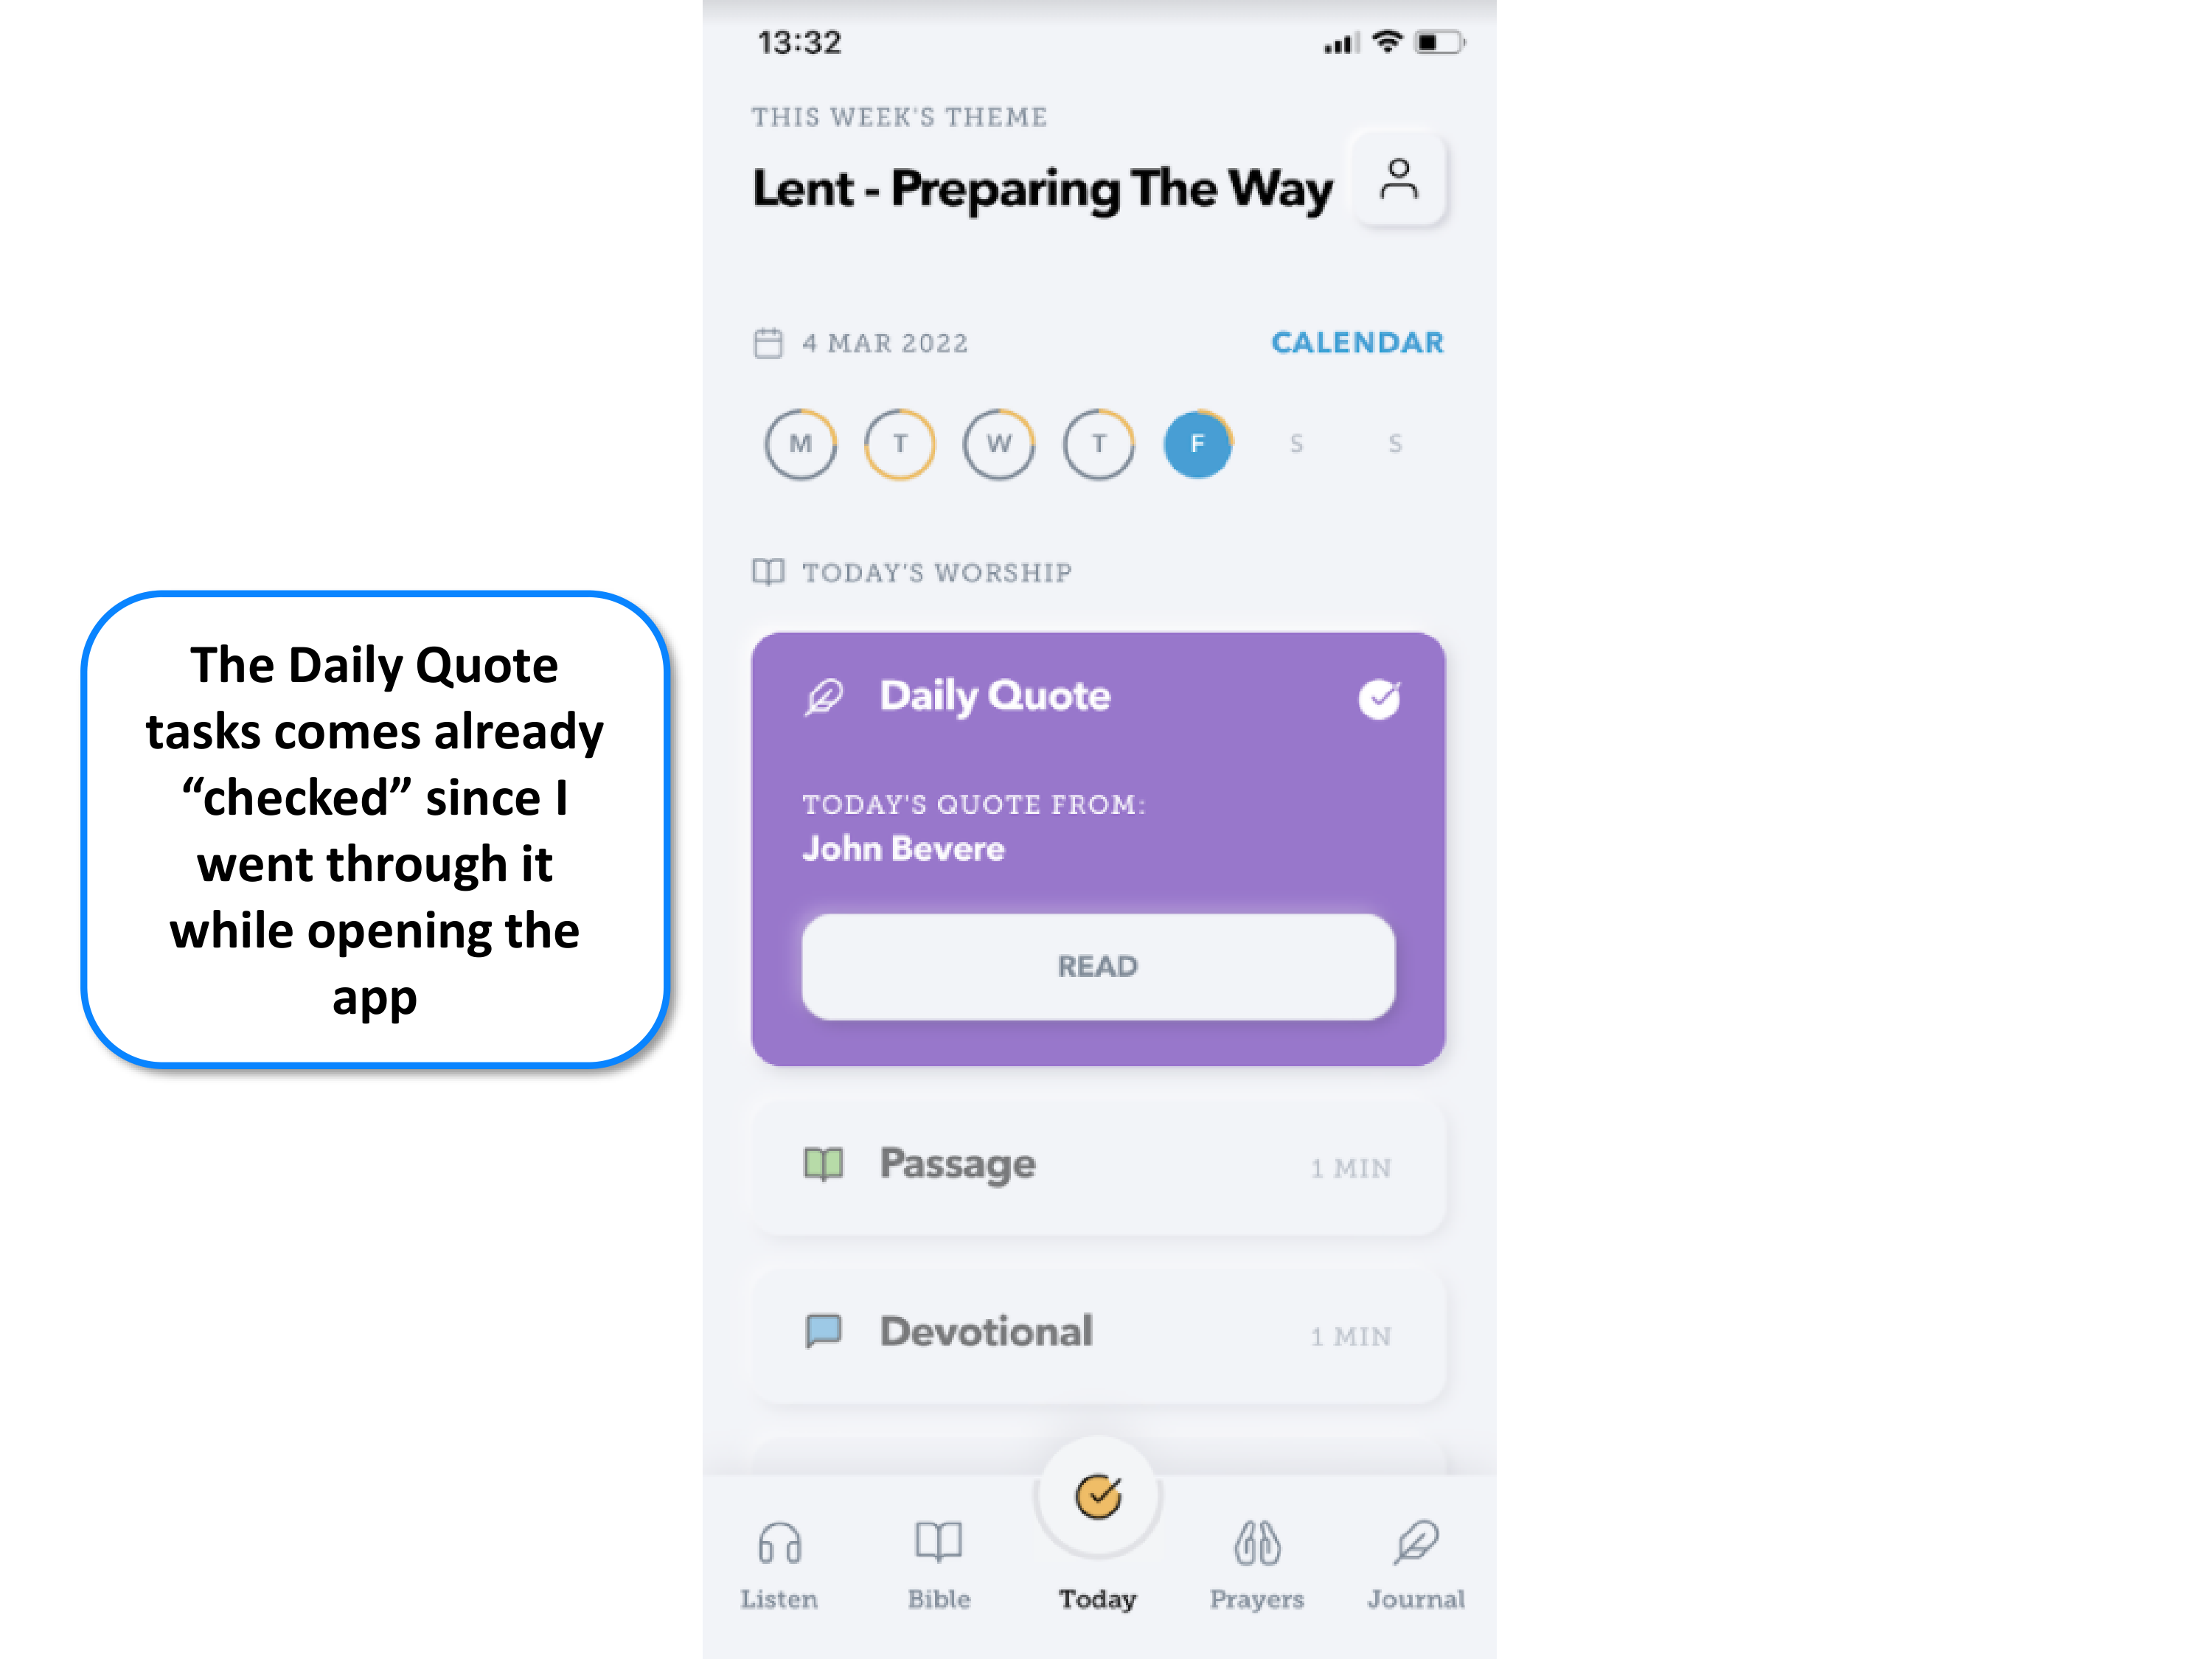 13:32
THIS WEEK'S THEME
Lent - Preparing The Way
4 MAR 2022
CALENDAR
M T W T F S S
TODAY'S WORSHIP
The Daily Quote
tasks comes already
“checked” since I
went through it
while opening the
app
Daily Quote
TODAY'S QUOTE FROM:
John Bevere
READ
Passage
1 MIN
Devotional
1 MIN
Listen
Bible
Today
Prayers
Journal